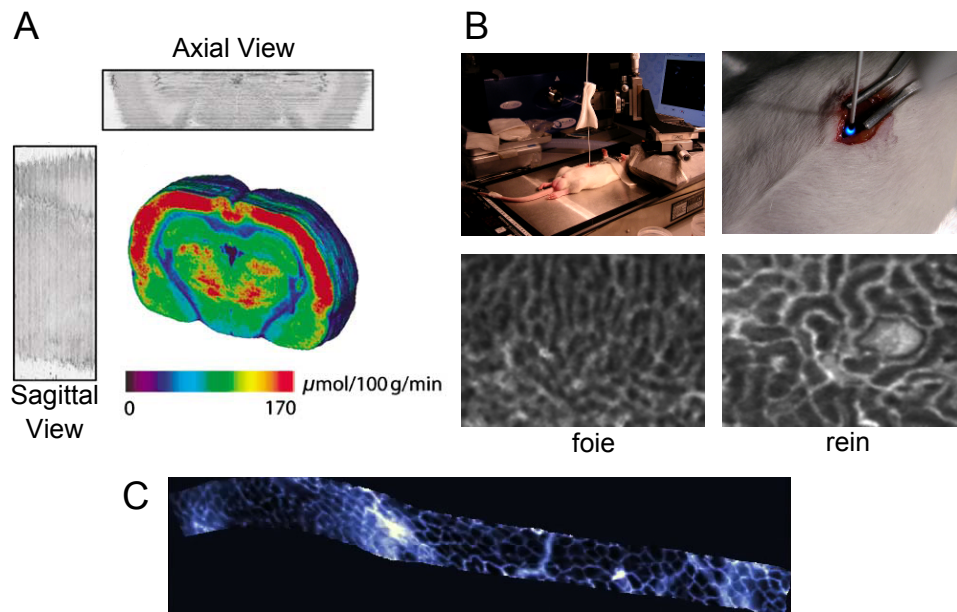 A
Axial View
Sagittal
View
µmol/100 g/min
0
170
B
foie
rein
C